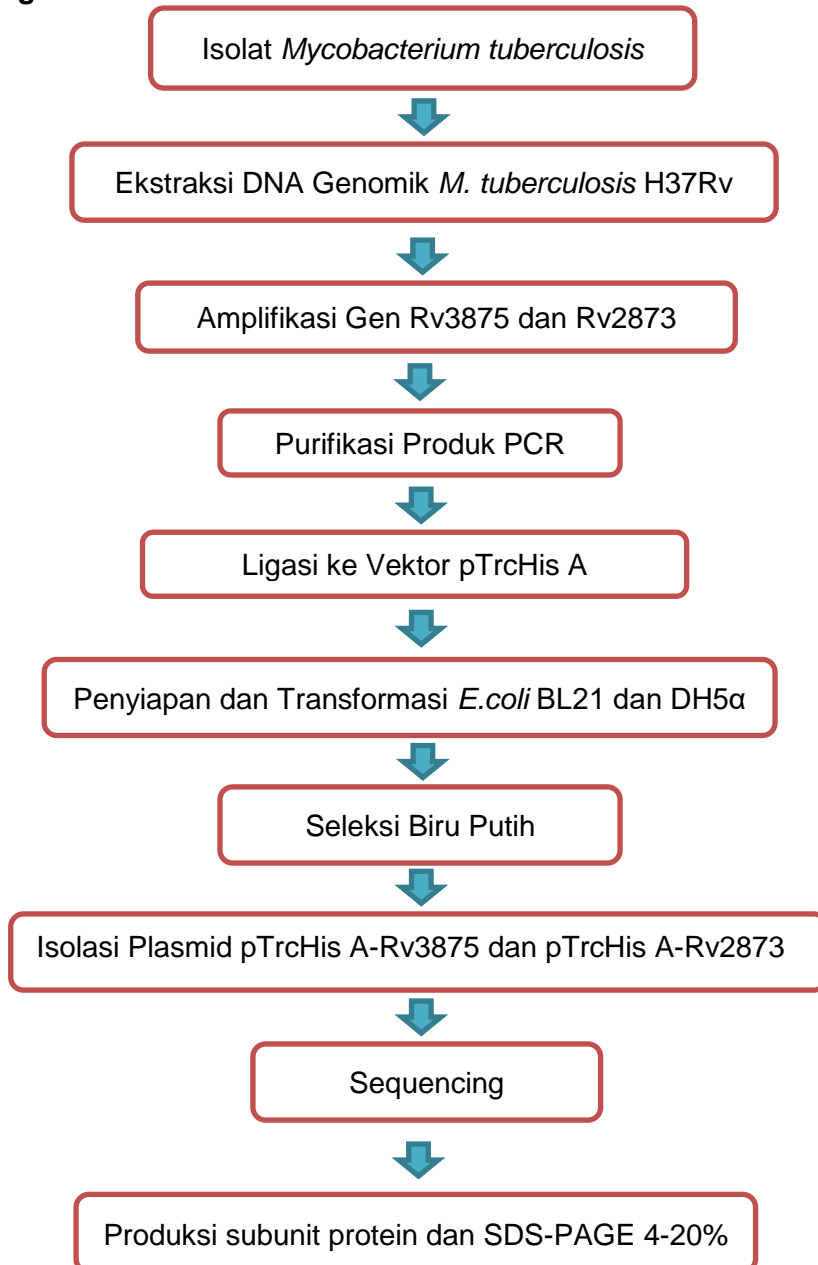 Isolat Mycobacterium tuberculosis
Ekstraksi DNA Genomik M. tuberculosis H37Rv
Amplifikasi Gen Rv3875 dan Rv2873
Purifikasi Produk PCR
Ligasi ke Vektor pTrcHis A
Penyiapan dan Transformasi E.coli BL21 dan DH5α
Seleksi Biru Putih
Isolasi Plasmid pTrcHis A-Rv3875 dan pTrcHis A-Rv2873
Sequencing
Produksi subunit protein dan SDS-PAGE 4-20%